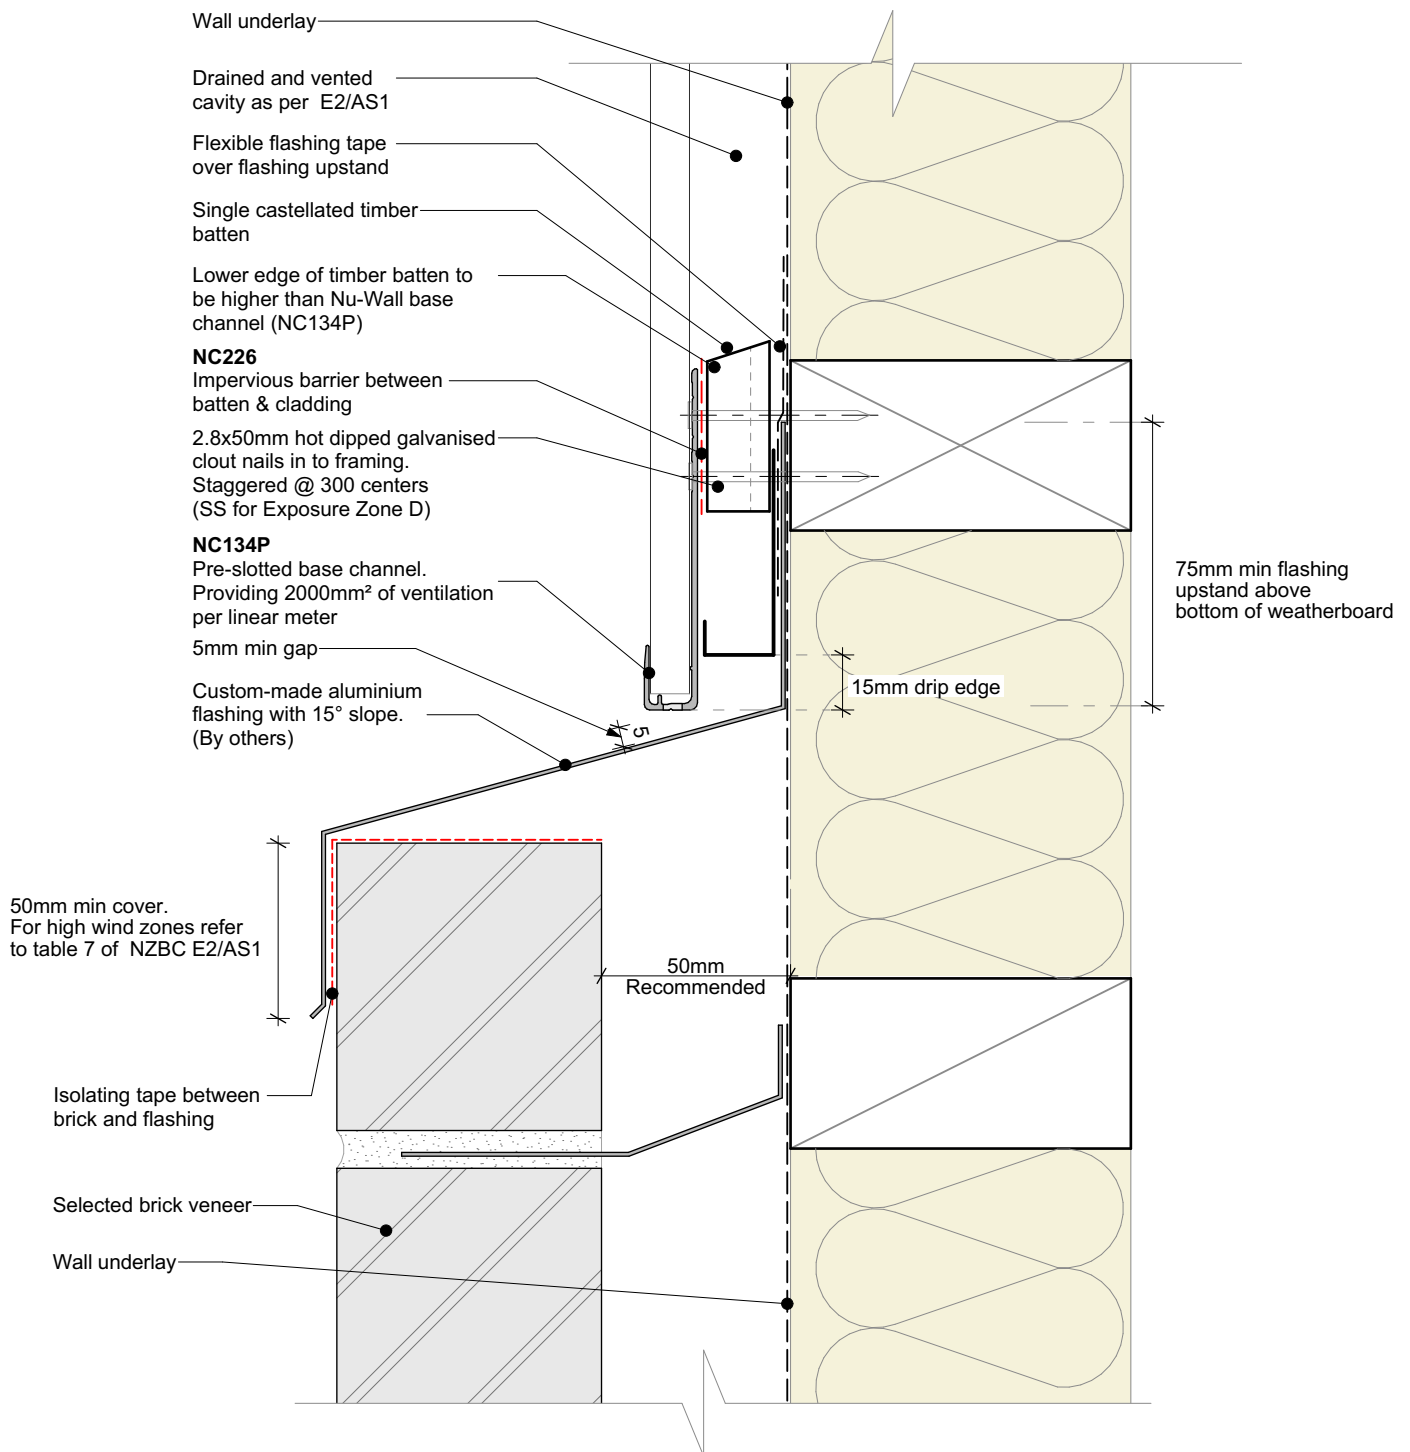 Wall underlay
Drained and vented
cavity as per E2/AS1
Flexible flashing tape
over flashing upstand
Single castellated timber
batten
Lower edge of timber batten to
be higher than Nu-Wall base
channel (NC134P)
NC226
Impervious barrier between
batten & cladding
2.8x50mm hot dipped galvanised
clout nails in to framing.
Staggered @ 300 centers
(SS for Exposure Zone D)
NC134P
Pre-slotted base channel.
Providing 2000mm² of ventilation
per linear meter
5mm min gap
Custom-made aluminium
flashing with 15° slope.
(By others)
5
75mm min flashing
upstand above
bottom of weatherboard
15mm drip edge
50mm min cover.
For high wind zones refer
to table 7 of NZBC E2/AS1
50mm
Recommended
Isolating tape between
brick and flashing
Selected brick veneer
Wall underlay